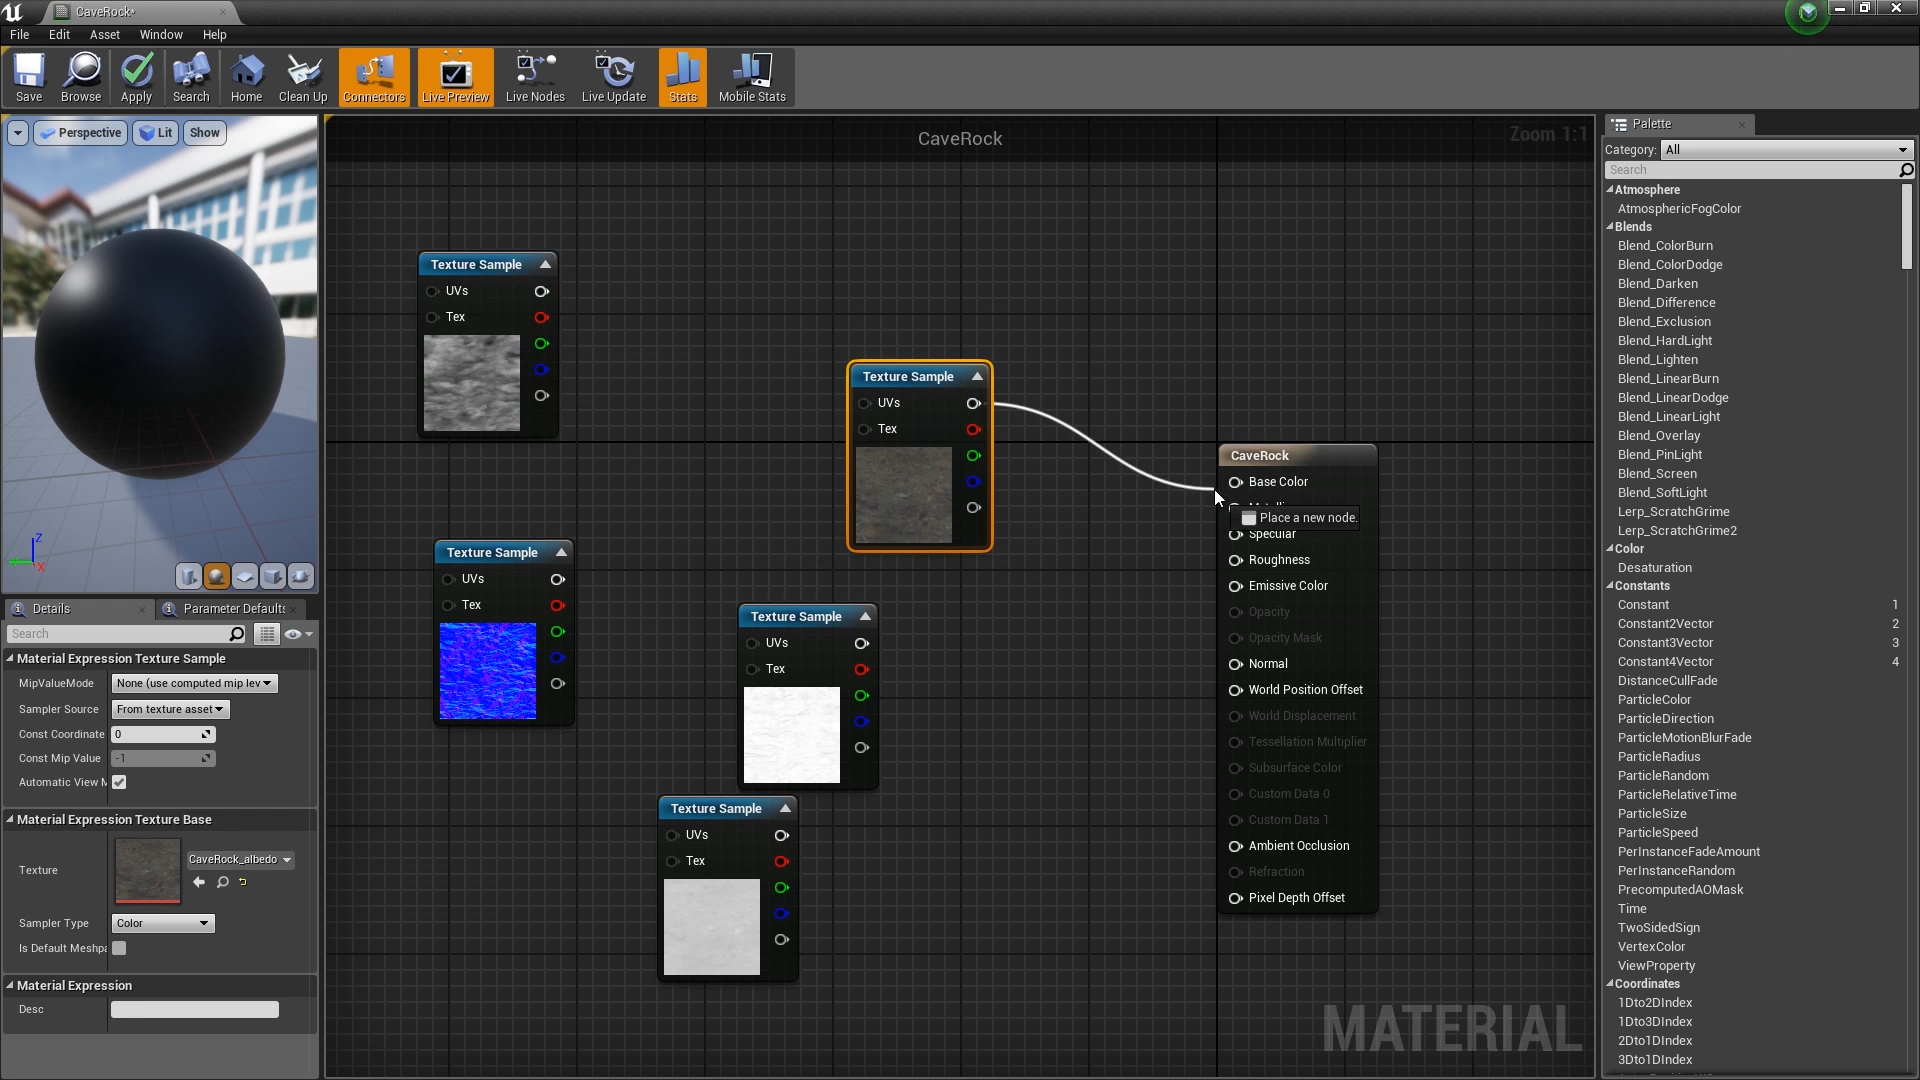 CaveRock*
File Edit Asset Window Help
Save Browse Apply Search Home Clean Up Connectors Live Preview Live Nodes Live Update Stats Mobile Stats
Perspective Lit Show
Z
X
Details Parameter Defaults
Search
Material Expression Texture Sample
MipValueMode None (use computed mip lev
Sampler Source From texture asset
Const Coordinate 0
Const Mip Value -1
Automatic View M
Material Expression Texture Base
Texture CaveRock_albedo
Sampler Type Color
Is Default Meshpa
Material Expression
Desc
CaveRock
Zoom 1:1
Texture Sample
UVs
Tex
Texture Sample
UVs
Tex
Texture Sample
UVs
Tex
Texture Sample
UVs
Tex
Texture Sample
UVs
Tex
CaveRock
Base Color
Place a new node.
Specular
Roughness
Emissive Color
Opacity
Opacity Mask
Normal
World Position Offset
World Displacement
Tessellation Multiplier
Subsurface Color
Custom Data 0
Custom Data 1
Ambient Occlusion
Refraction
Pixel Depth Offset
MATERIAL
Palette
Category: All
Search
Atmosphere
AtmosphericFogColor
Blends
Blend_ColorBurn
Blend_ColorDodge
Blend_Darken
Blend_Difference
Blend_Exclusion
Blend_HardLight
Blend_Lighten
Blend_LinearBurn
Blend_LinearDodge
Blend_LinearLight
Blend_Overlay
Blend_PinLight
Blend_Screen
Blend_SoftLight
Lerp_ScratchGrime
Lerp_ScratchGrime2
Color
Desaturation
Constants
Constant 1
Constant2Vector 2
Constant3Vector 3
Constant4Vector 4
DistanceCullFade
ParticleColor
ParticleDirection
ParticleMotionBlurFade
ParticleRadius
ParticleRandom
ParticleRelativeTime
ParticleSize
ParticleSpeed
PerInstanceFadeAmount
PerInstanceRandom
PrecomputedAOMask
Time
TwoSidedSign
VertexColor
ViewProperty
Coordinates
1Dto2DIndex
1Dto3DIndex
2Dto1DIndex
3Dto1DIndex